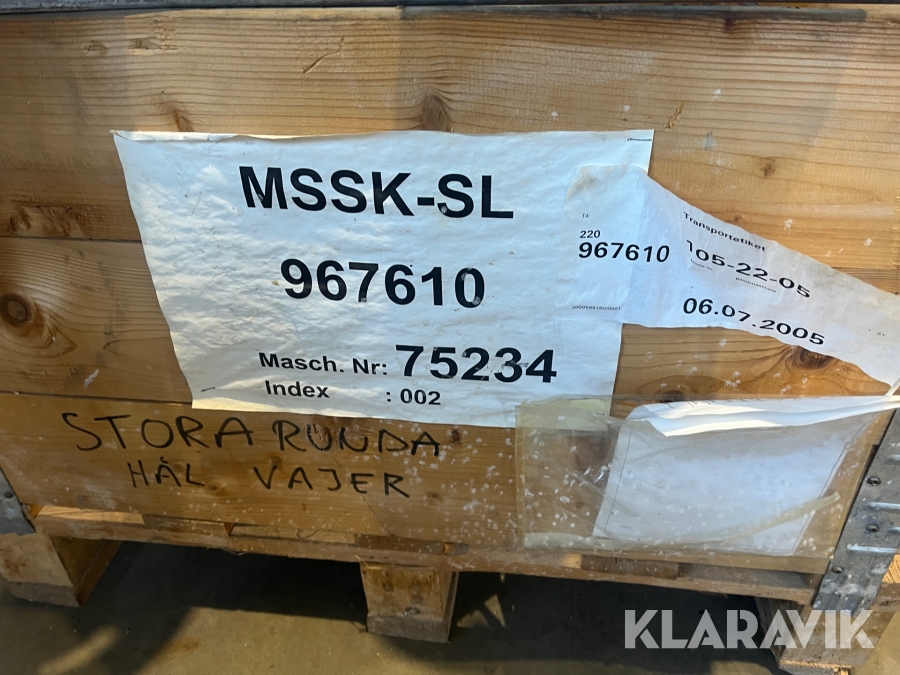 MSSK-SL
967610
Masch. Nr: 75234
Index : 002
TA
220
967610
Transportetiket
105-22-05
06.07.2005
STORA RUNDA
HÅL VAJER
KLARAVIK